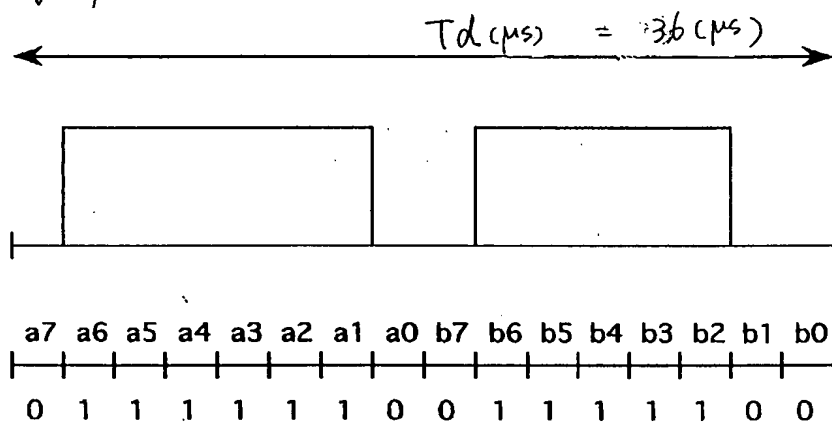 Td (μs) = 36 (μs)
a7 a6 a5 a4 a3 a2 a1 a0 b7 b6 b5 b4 b3 b2 b1 b0
0 1 1 1 1 1 1 0 0 1 1 1 1 1 0 0